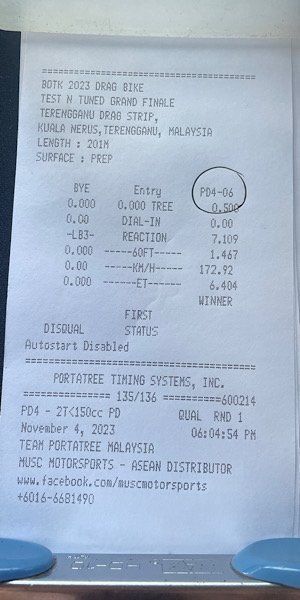 ================================================
BOTK 2023 DRAG BIKE
TEST N TUNED GRAND FINALE
TERENGGANU DRAG STRIP,
KUALA NERUS,TERENGGANU, MALAYSIA
LENGTH : 201M
SURFACE : PREP
BYE Entry PD4-06
0.000 0.000 TREE 0.500
0.00 DIAL-IN 0.00
-LB3- REACTION 7.109
0.000 ------60FT------ 1.467
0.00 ------KM/H------ 172.92
0.000 -------ET------- 6.404
WINNER
FIRST
DISQUAL STATUS
Autostart Disabled
================================================
PORTATREE TIMING SYSTEMS, INC.
================ 135/136 ==========600214
PD4 - 2T<150cc PD QUAL RND 1
November 4, 2023 06:04:54 PM
TEAM PORTATREE MALAYSIA
MUSC MOTORSPORTS - ASEAN DISTRIBUTOR
www.facebook.com/muscmotorsports
+6016-6681490